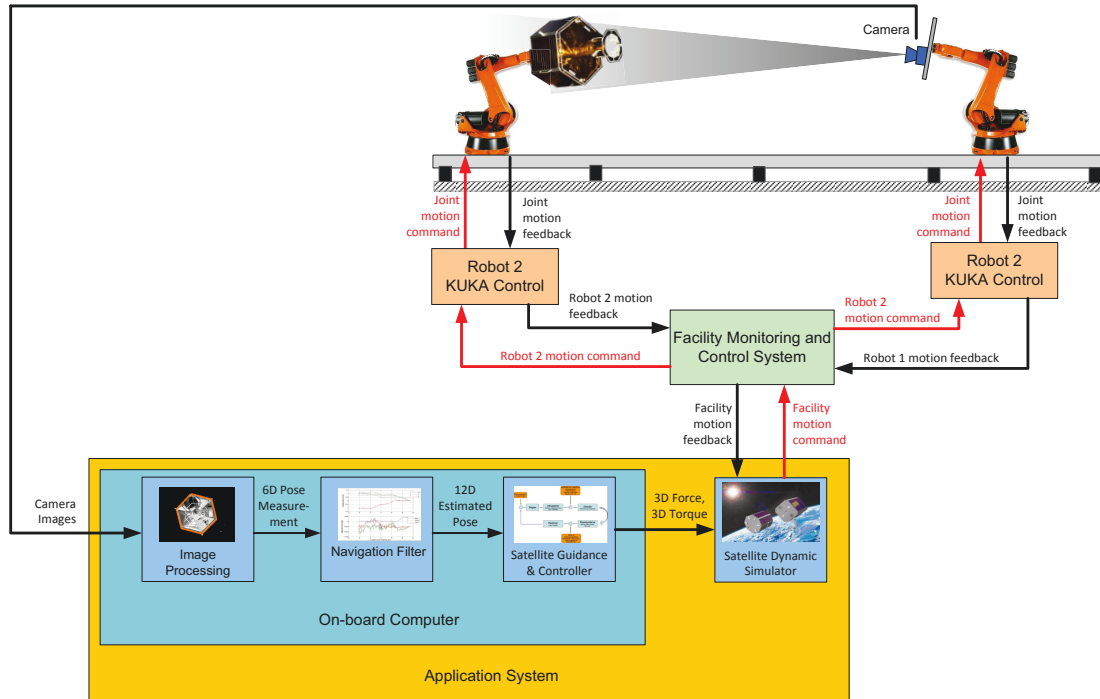 Camera
Joint
motion
command
Joint
motion
feedback
Joint
motion
command
Joint
motion
feedback
Robot 2
KUKA Control
Robot 2
KUKA Control
Robot 2 motion
feedback
Robot 2
motion command
Facility Monitoring and
Control System
Robot 2 motion command
Robot 1 motion feedback
Facility
motion
feedback
Facility
motion
command
Camera
Images
6D Pose
Measure-
ment
12D
Estimated
Pose
3D Force,
3D Torque
Image
Processing
Navigation Filter
Satellite Guidance
& Controller
Satellite Dynamic
Simulator
On-board Computer
Application System